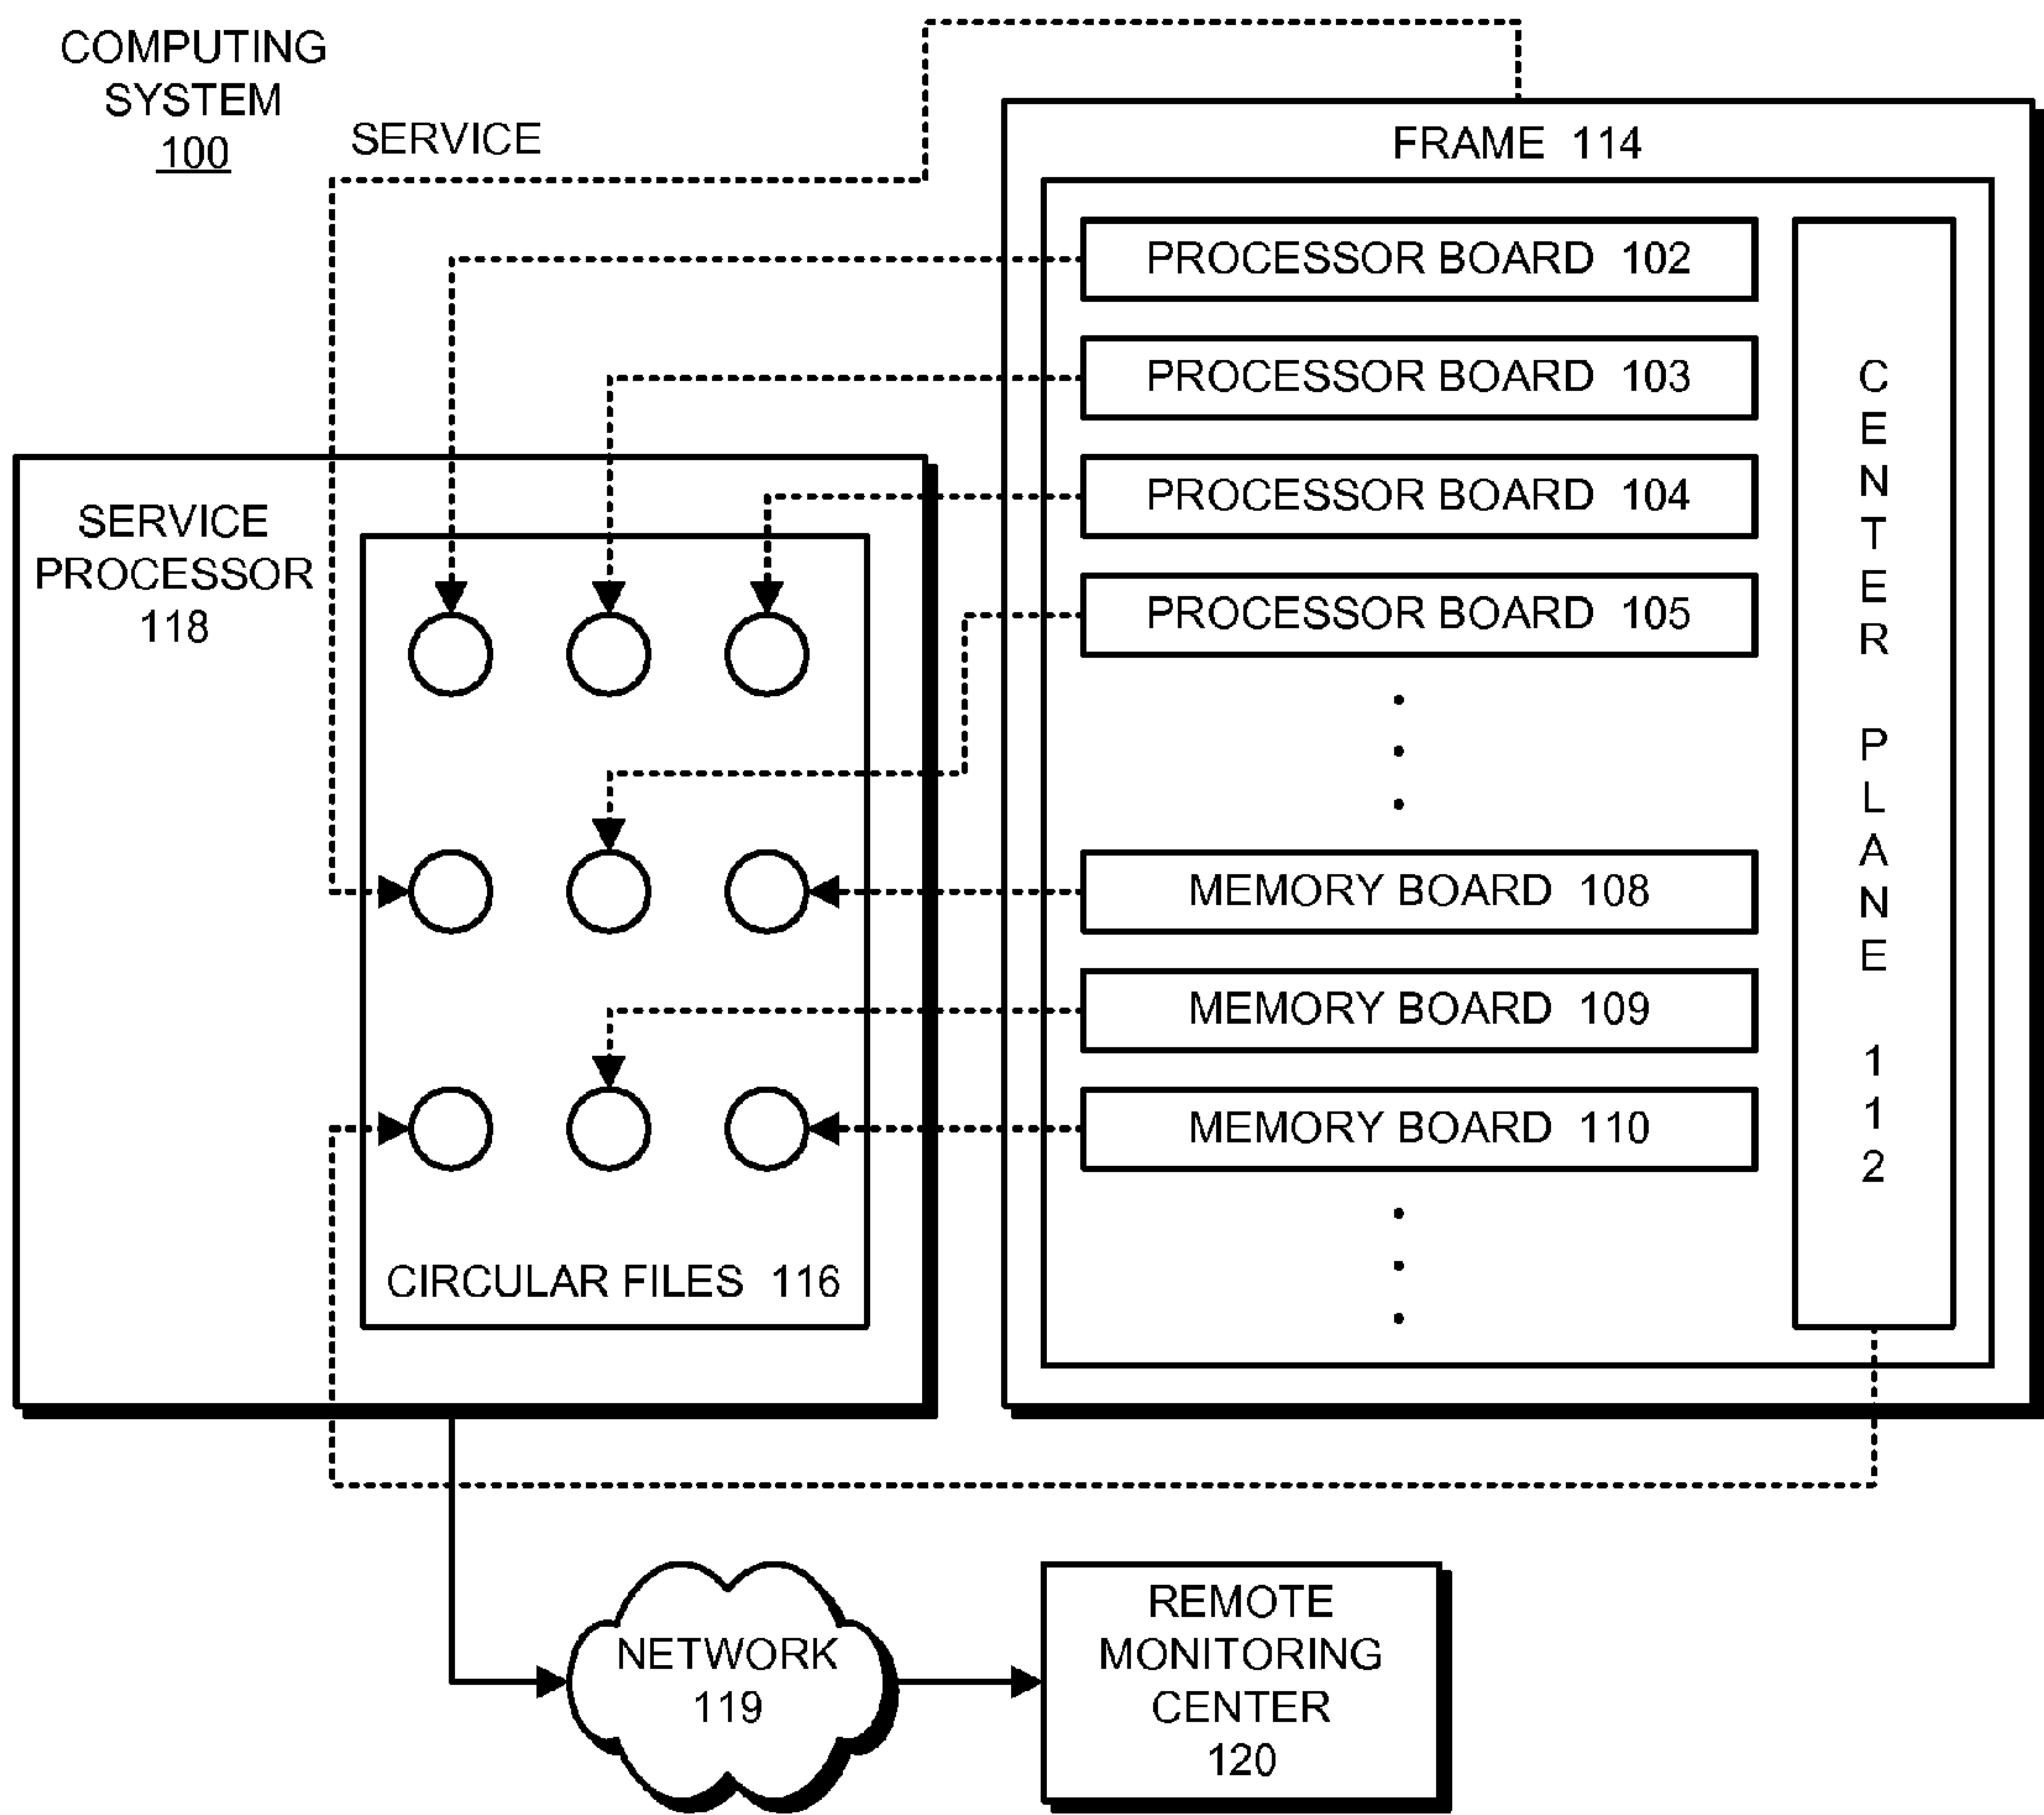 COMPUTING
SYSTEM
100
SERVICE
FRAME 114
PROCESSOR BOARD 102
PROCESSOR BOARD 103
PROCESSOR BOARD 104
PROCESSOR BOARD 105
MEMORY BOARD 108
MEMORY BOARD 109
MEMORY BOARD 110
CENTER PLANE 112
SERVICE
PROCESSOR
118
CIRCULAR FILES 116
NETWORK
119
REMOTE
MONITORING
CENTER
120